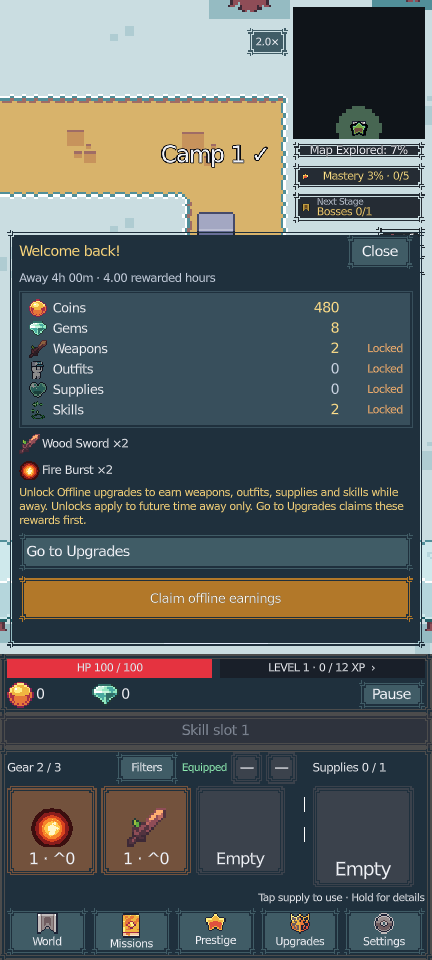 2.0×
Camp 1 ✓
Map Explored: 7%
Mastery 3% · 0/5
Next Stage
Bosses 0/1
Welcome back!
Close
Away 4h 00m · 4.00 rewarded hours
Coins 480
Gems 8
Weapons 2 Locked
Outfits 0 Locked
Supplies 0 Locked
Skills 2 Locked
Wood Sword ×2
Fire Burst ×2
Unlock Offline upgrades to earn weapons, outfits, supplies and skills while
away. Unlocks apply to future time away only. Go to Upgrades claims these
rewards first.
Go to Upgrades
Claim offline earnings
HP 100 / 100
LEVEL 1 · 0 / 12 XP ›
0
0
Pause
Skill slot 1
Gear 2 / 3
Filters
Equipped
—
—
Supplies 0 / 1
1 · ^0
1 · ^0
Empty
Empty
Tap supply to use · Hold for details
World
Missions
Prestige
Upgrades
Settings